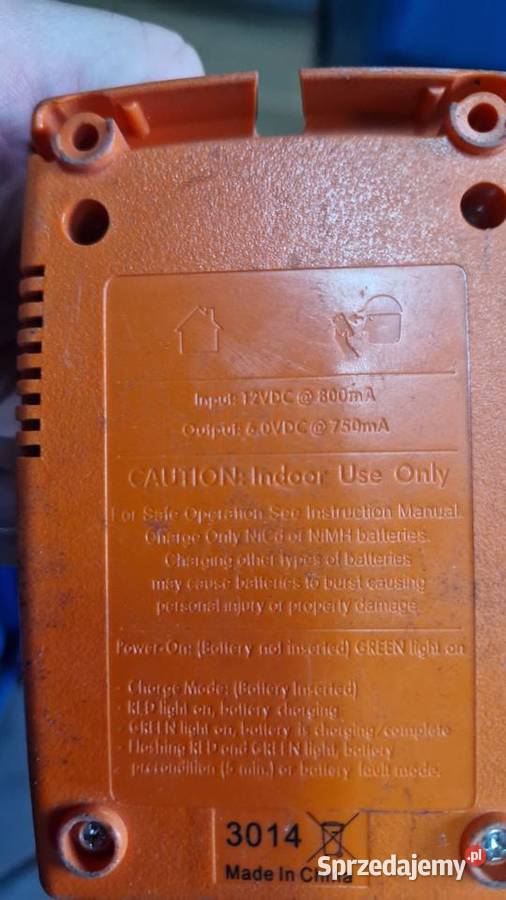 Input: 12VDC @ 800mA
Output: 6.0VDC @ 750mA
CAUTION: Indoor Use Only
For Safe Operation See Instruction Manual.
Charge Only NiCd or NiMH batteries.
Charging other types of batteries
may cause batteries to burst causing
personal injury or property damage.
Power-On: (Battery not inserted) GREEN light on
- Charge Mode: (Battery Inserted)
- RED light on, battery charging
- GREEN light on, battery is charging complete
- Flashing RED and GREEN light, battery
- precondition (5 min.) or battery fault mode.
3014
Made In China
Sprzedajemy.pl